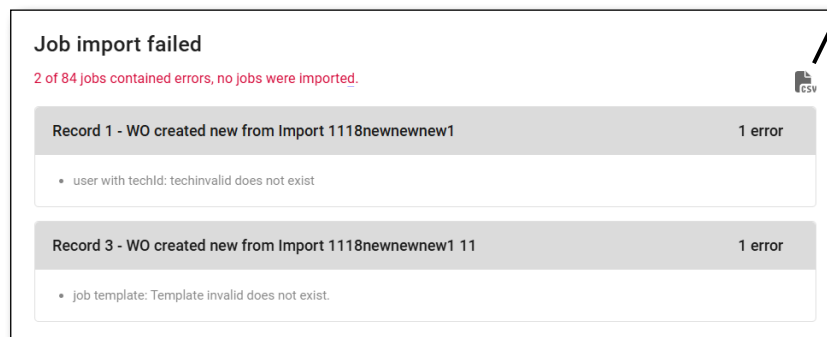 Job import failed
2 of 84 jobs contained errors, no jobs were imported.
CSV
Record 1 - WO created new from Import 1118newnewnew1 1 error
• user with techId: techinvalid does not exist
Record 3 - WO created new from Import 1118newnewnew1 11 1 error
• job template: Template invalid does not exist.